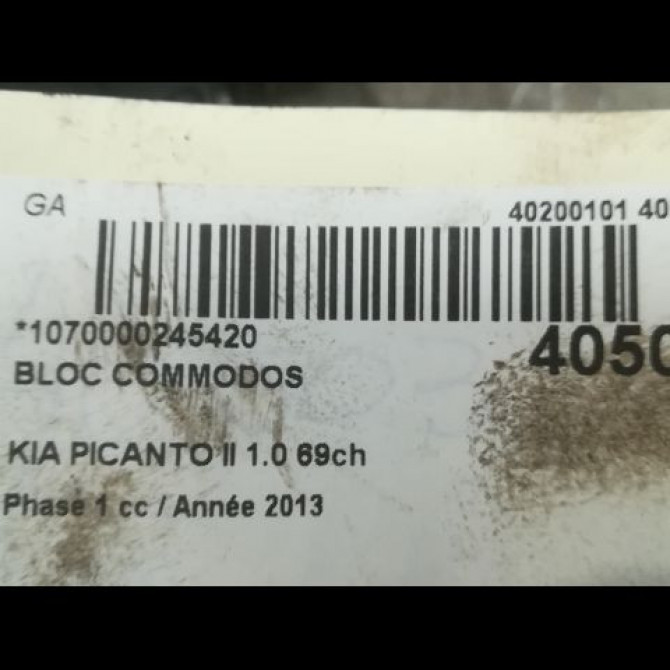 GA 40200101 40
*1070000245420 4050
BLOC COMMODOS
KIA PICANTO II 1.0 69ch
Phase 1 cc / Année 2013